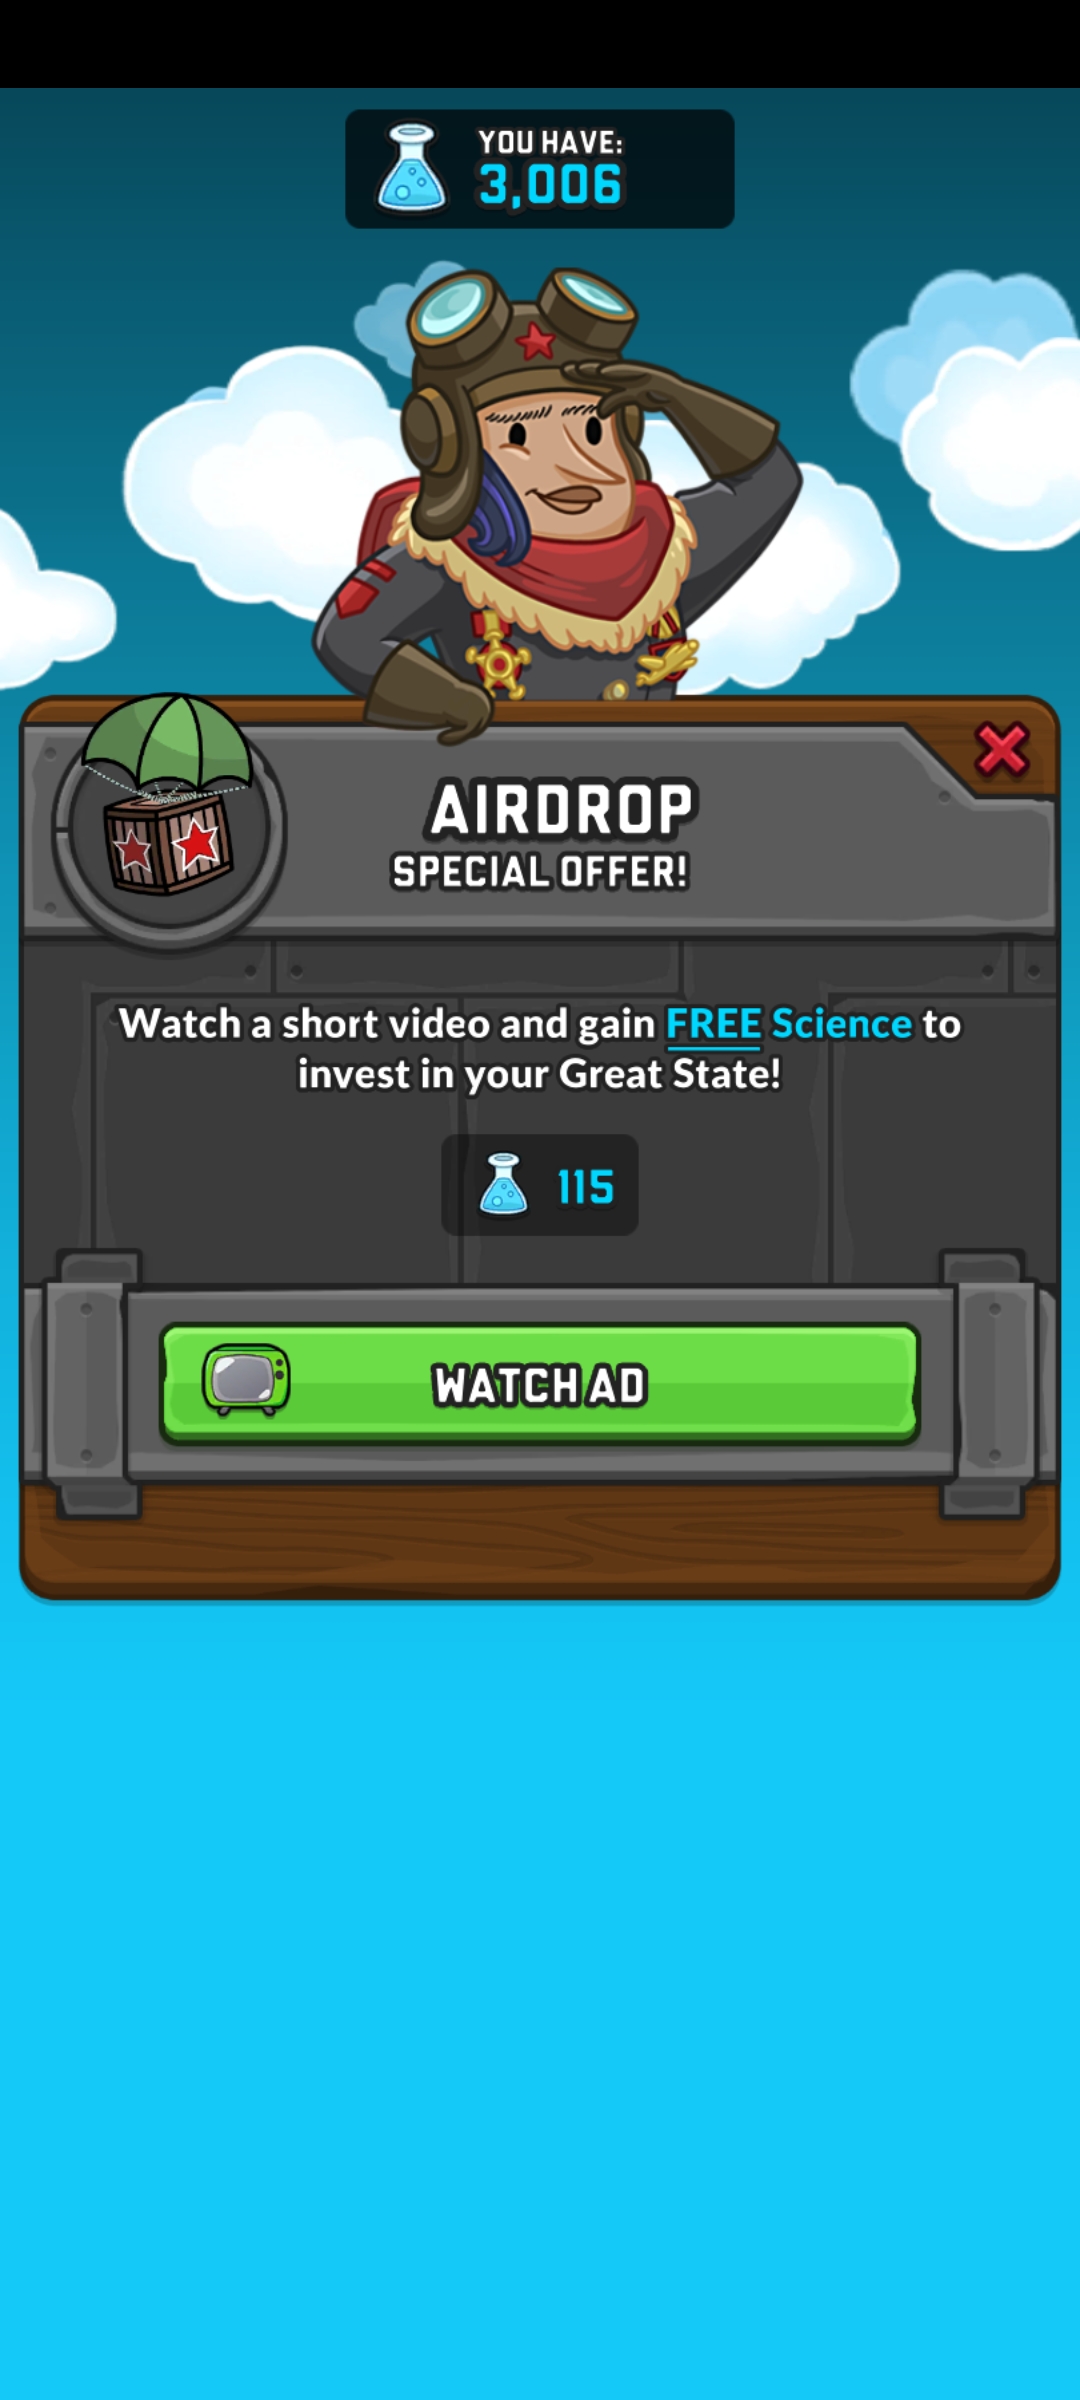 YOU HAVE:
3,006
AIRDROP
SPECIAL OFFER!
Watch a short video and gain FREE Science to
invest in your Great State!
115
WATCH AD